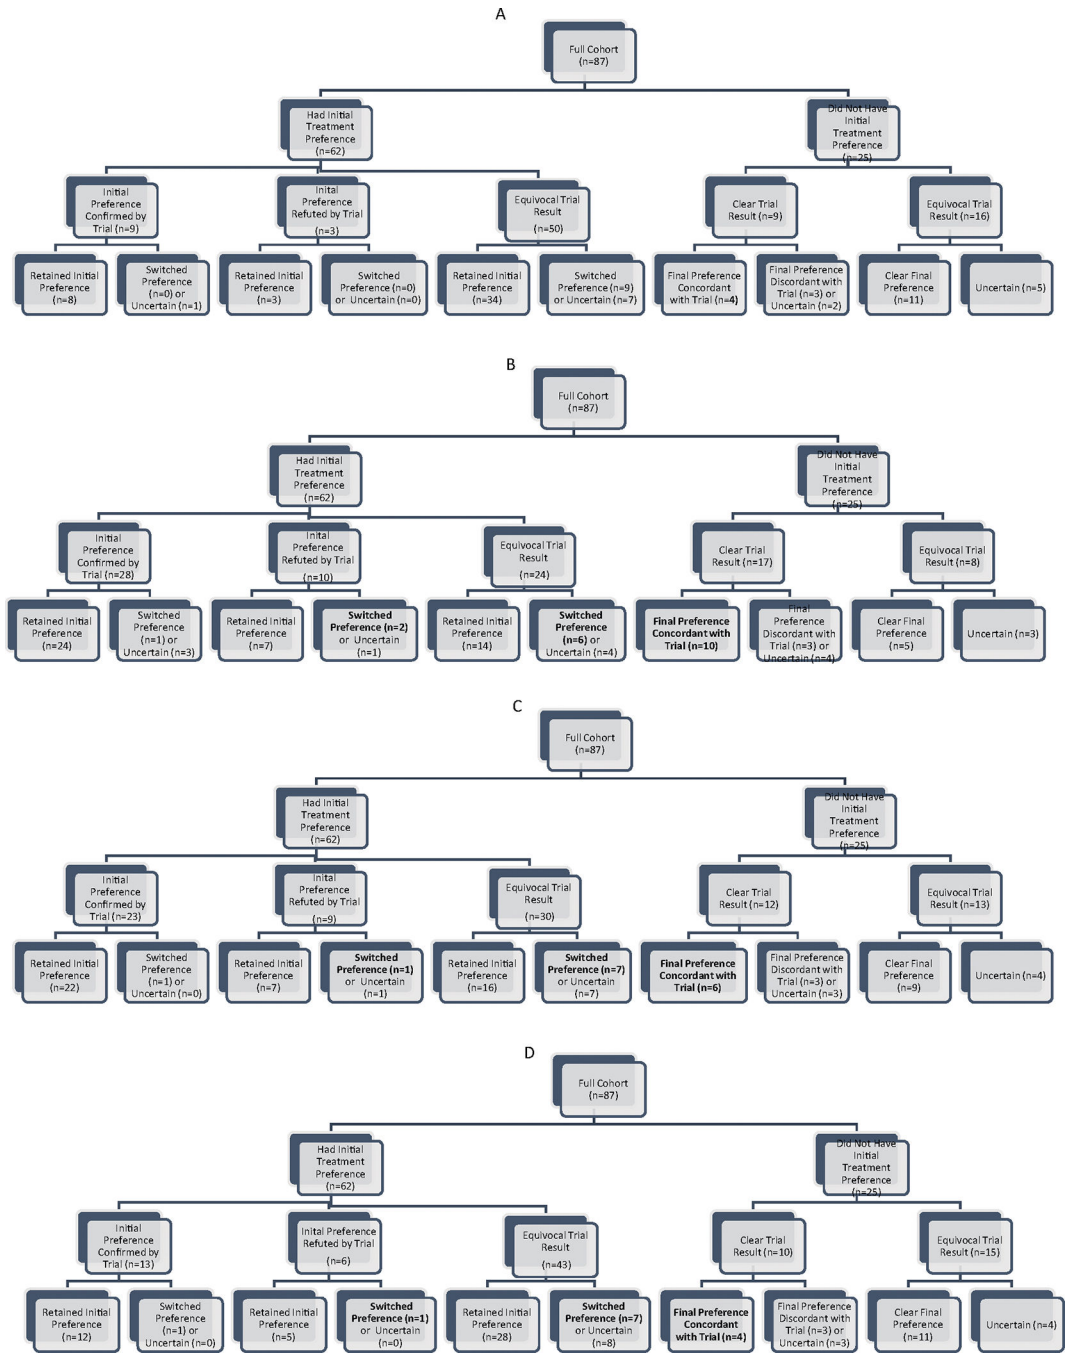 A
Full Cohort
(n=87)
Had Initial
Treatment
Preference
(n=62)
Did Not Have
Initial
Treatment
Preference
(n=25)
Initial
Preference
Confirmed by
Trial (n=9)
Inital
Preference
Refuted by Trial
(n=3)
Equivocal Trial
Result
(n=50)
Clear Trial
Result (n=9)
Equivocal Trial
Result (n=16)
Retained Initial
Preference (n=8)
Switched
Preference
(n=0) or
Uncertain (n=1)
Retained Initial
Preference (n=3)
Switched
Preference (n=0)
or Uncertain (n=0)
Retained Initial
Preference
(n=34)
Switched
Preference (n=9)
or Uncertain (n=7)
Final Preference
Concordant
with Trial (n=4)
Final Preference
Discordant with
Trial (n=3) or
Uncertain (n=2)
Clear Final
Preference
(n=11)
Uncertain (n=5)
B
Full Cohort
(n=87)
Had Initial
Treatment
Preference
(n=62)
Did Not Have
Initial
Treatment
Preference
(n=25)
Initial
Preference
Confirmed by
Trial (n=28)
Inital
Preference
Refuted by Trial
(n=10)
Equivocal Trial
Result
(n=24)
Clear Trial
Result (n=17)
Equivocal Trial
Result (n=8)
Retained Initial
Preference
(n=24)
Switched
Preference
(n=1) or
Uncertain (n=3)
Retained Initial
Preference
(n=7)
Switched
Preference (n=2)
or Uncertain
(n=1)
Retained Initial
Preference
(n=14)
Switched
Preference
(n=6) or
Uncertain (n=4)
Final Preference
Concordant with
Trial (n=10)
Final
Preference
Discordant with
Trial (n=3) or
Uncertain (n=4)
Clear Final
Preference
(n=5)
Uncertain (n=3)
C
Full Cohort
(n=87)
Had Initial
Treatment
Preference
(n=62)
Did Not Have
Initial
Treatment
Preference
(n=25)
Initial
Preference
Confirmed by
Trial (n=23)
Inital
Preference
Refuted by Trial
(n=9)
Equivocal Trial
Result
(n=30)
Clear Trial
Result (n=12)
Equivocal Trial
Result (n=13)
Retained Initial
Preference
(n=22)
Switched
Preference
(n=1) or
Uncertain (n=0)
Retained Initial
Preference
(n=7)
Switched
Preference (n=1)
or Uncertain
(n=1)
Retained Initial
Preference
(n=16)
Switched
Preference (n=7)
or Uncertain
(n=7)
Final Preference
Concordant with
Trial (n=6)
Final Preference
Discordant with
Trial (n=3) or
Uncertain (n=3)
Clear Final
Preference
(n=9)
Uncertain (n=4)
D
Full Cohort
(n=87)
Had Initial
Treatment
Preference
(n=62)
Did Not Have
Initial
Treatment
Preference
(n=25)
Initial
Preference
Confirmed by
Trial (n=13)
Inital Preference
Refuted by Trial
(n=6)
Equivocal Trial
Result
(n=43)
Clear Trial
Result (n=10)
Equivocal Trial
Result (n=15)
Retained Initial
Preference
(n=12)
Switched
Preference
(n=1) or
Uncertain (n=0)
Retained Initial
Preference
(n=5)
Switched
Preference (n=1)
or Uncertain
(n=0)
Retained Initial
Preference
(n=28)
Switched
Preference (n=7)
or Uncertain
(n=8)
Final Preference
Concordant
with Trial (n=4)
Final Preference
Discordant with
Trial (n=3) or
Uncertain (n=3)
Clear Final
Preference
(n=11)
Uncertain (n=4)